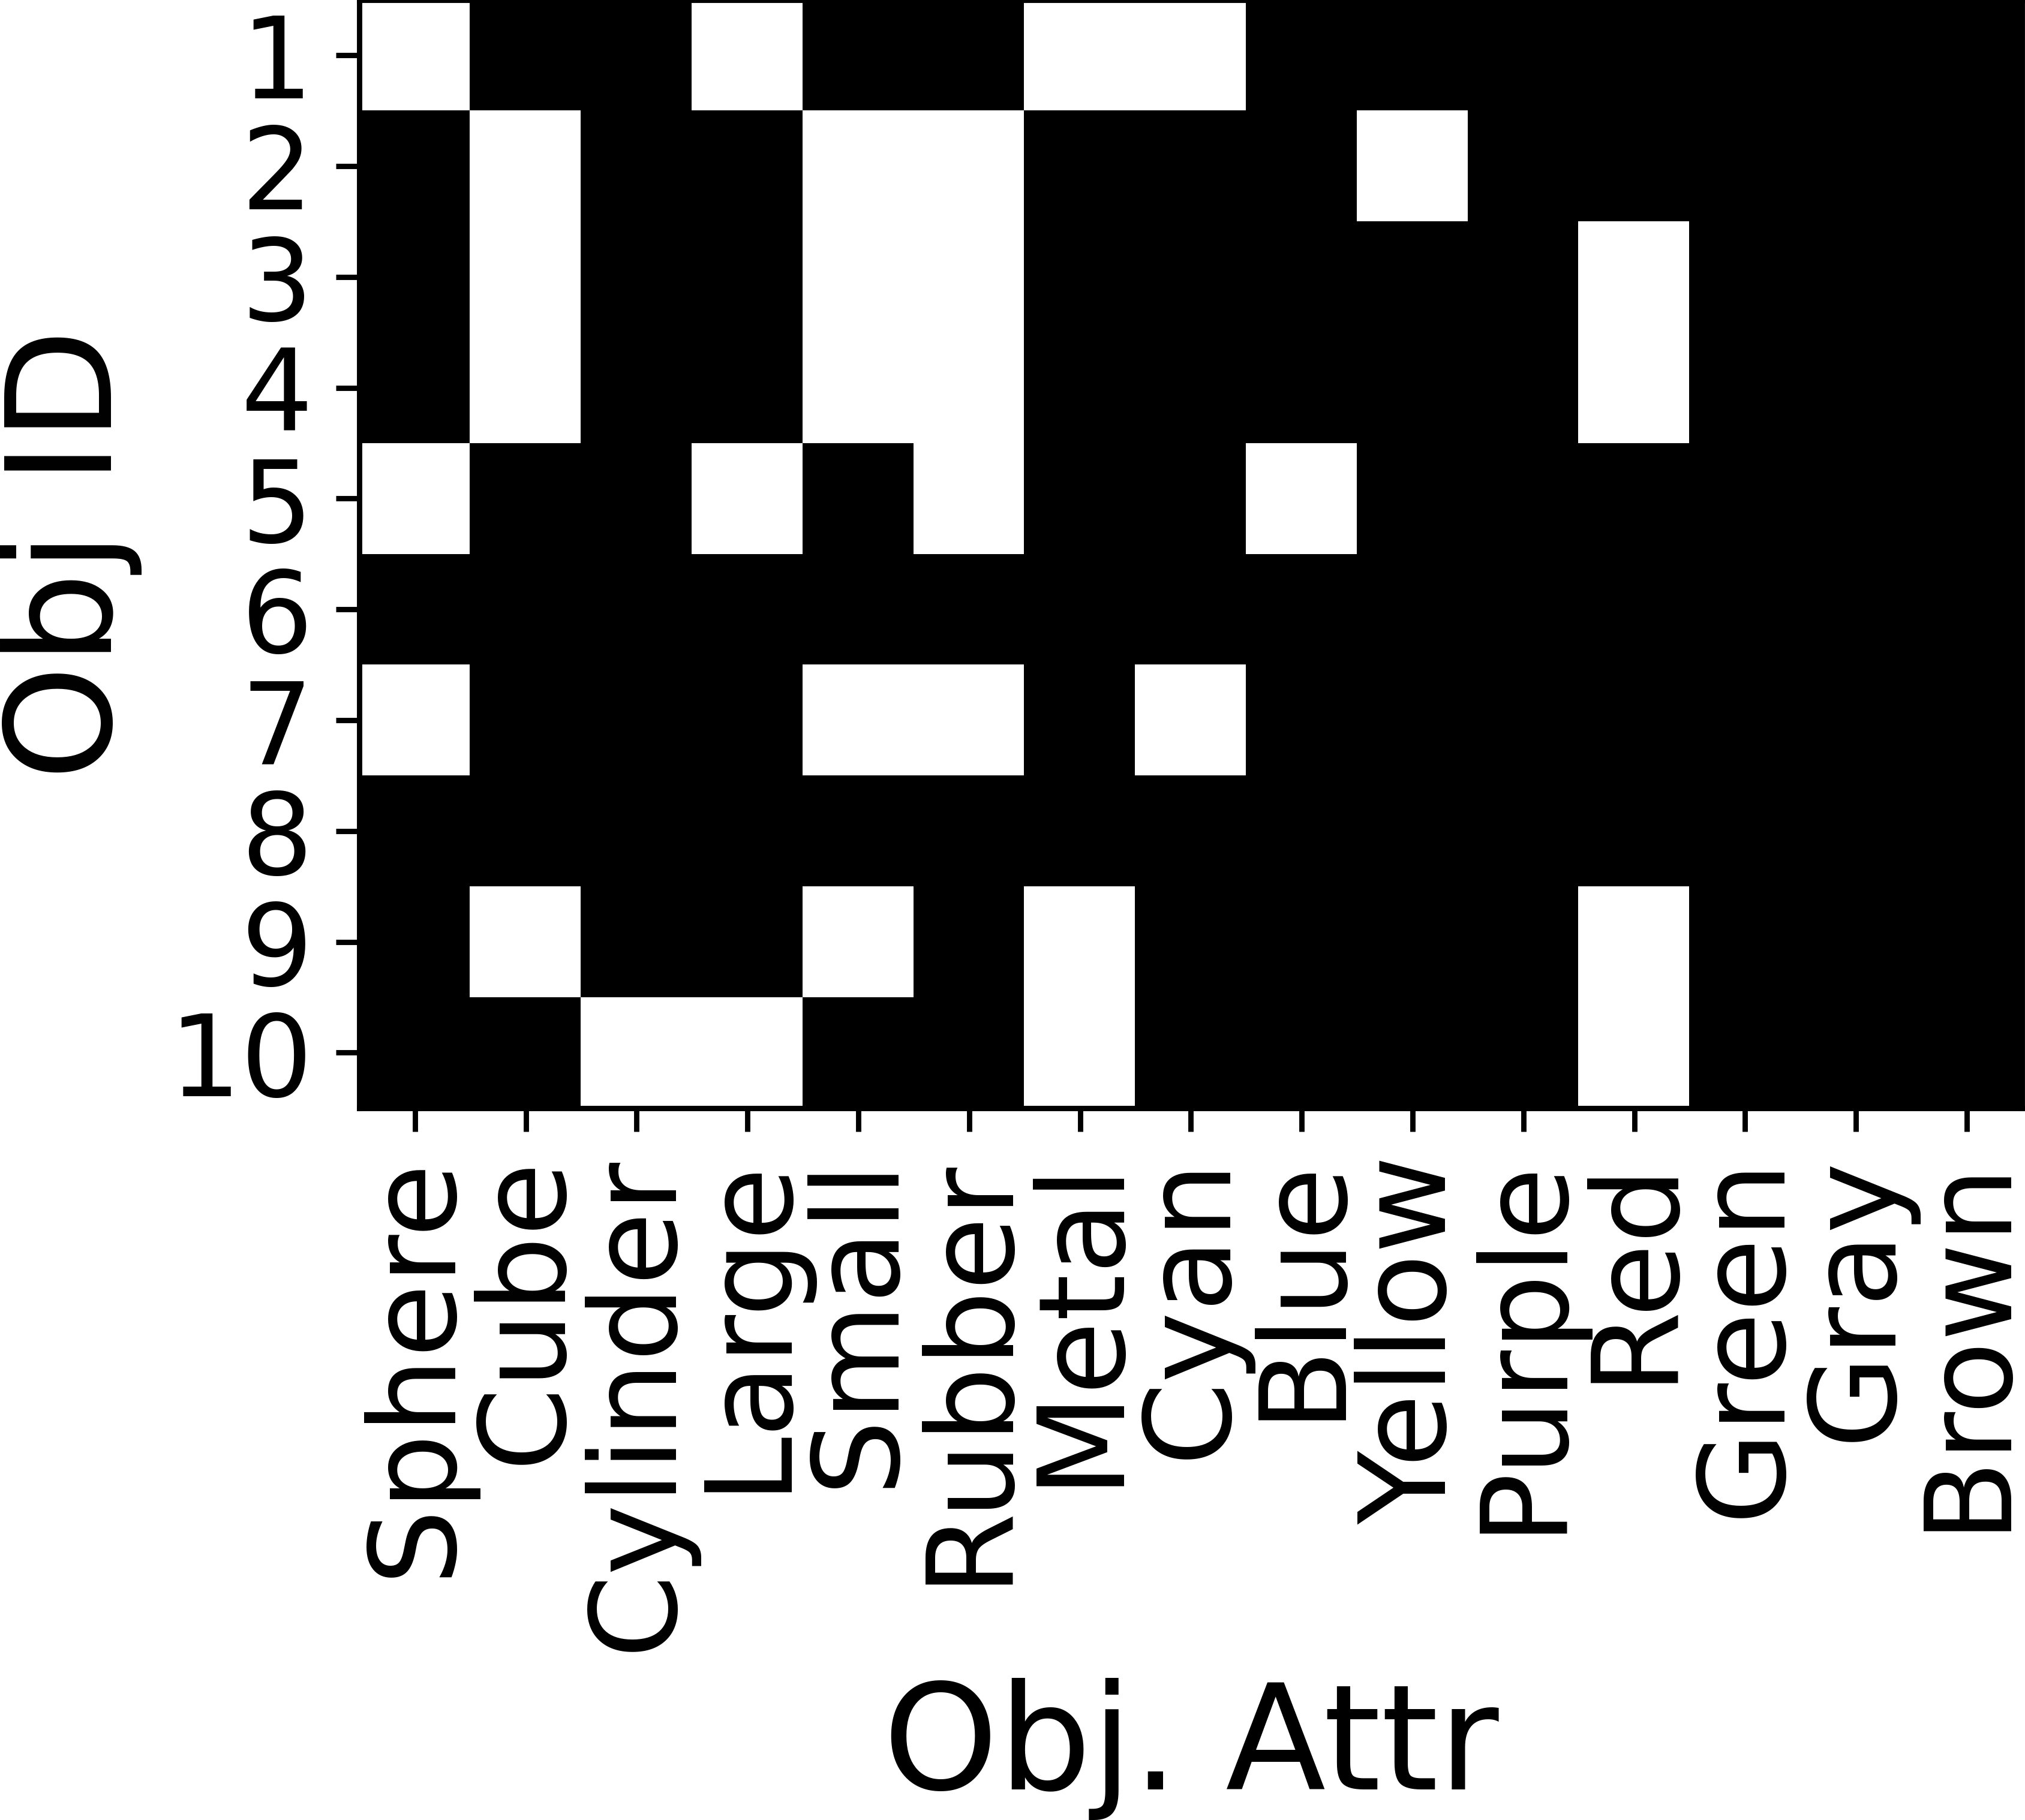 Obj ID
1
2
3
4
5
6
7
8
9
10
Sphere
Cube
Cylinder
Large
Small
Rubber
Metal
Cyan
Blue
Yellow
Purple
Red
Green
Gray
Brown
Obj. Attr